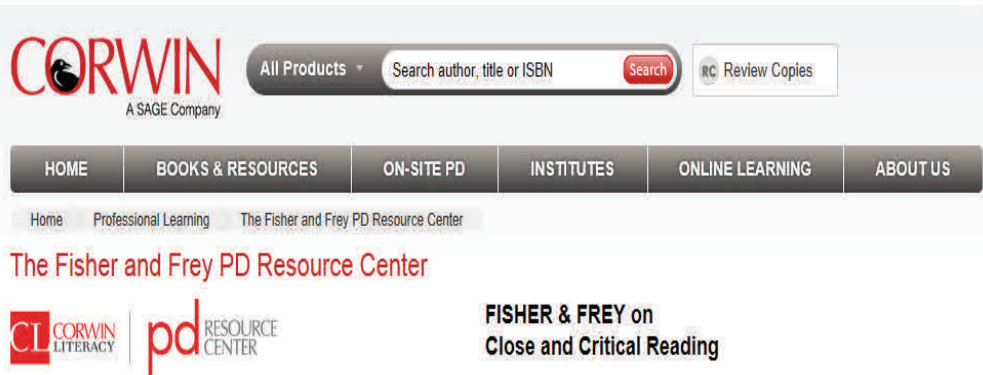 CORWIN
A SAGE Company
All Products
Search author, title or ISBN
Search
RC Review Copies
HOME BOOKS & RESOURCES ON-SITE PD INSTITUTES ONLINE LEARNING ABOUT US
Home Professional Learning The Fisher and Frey PD Resource Center
The Fisher and Frey PD Resource Center
CL CORWIN
LITERACY
pd RESOURCE
CENTER
FISHER & FREY on
Close and Critical Reading